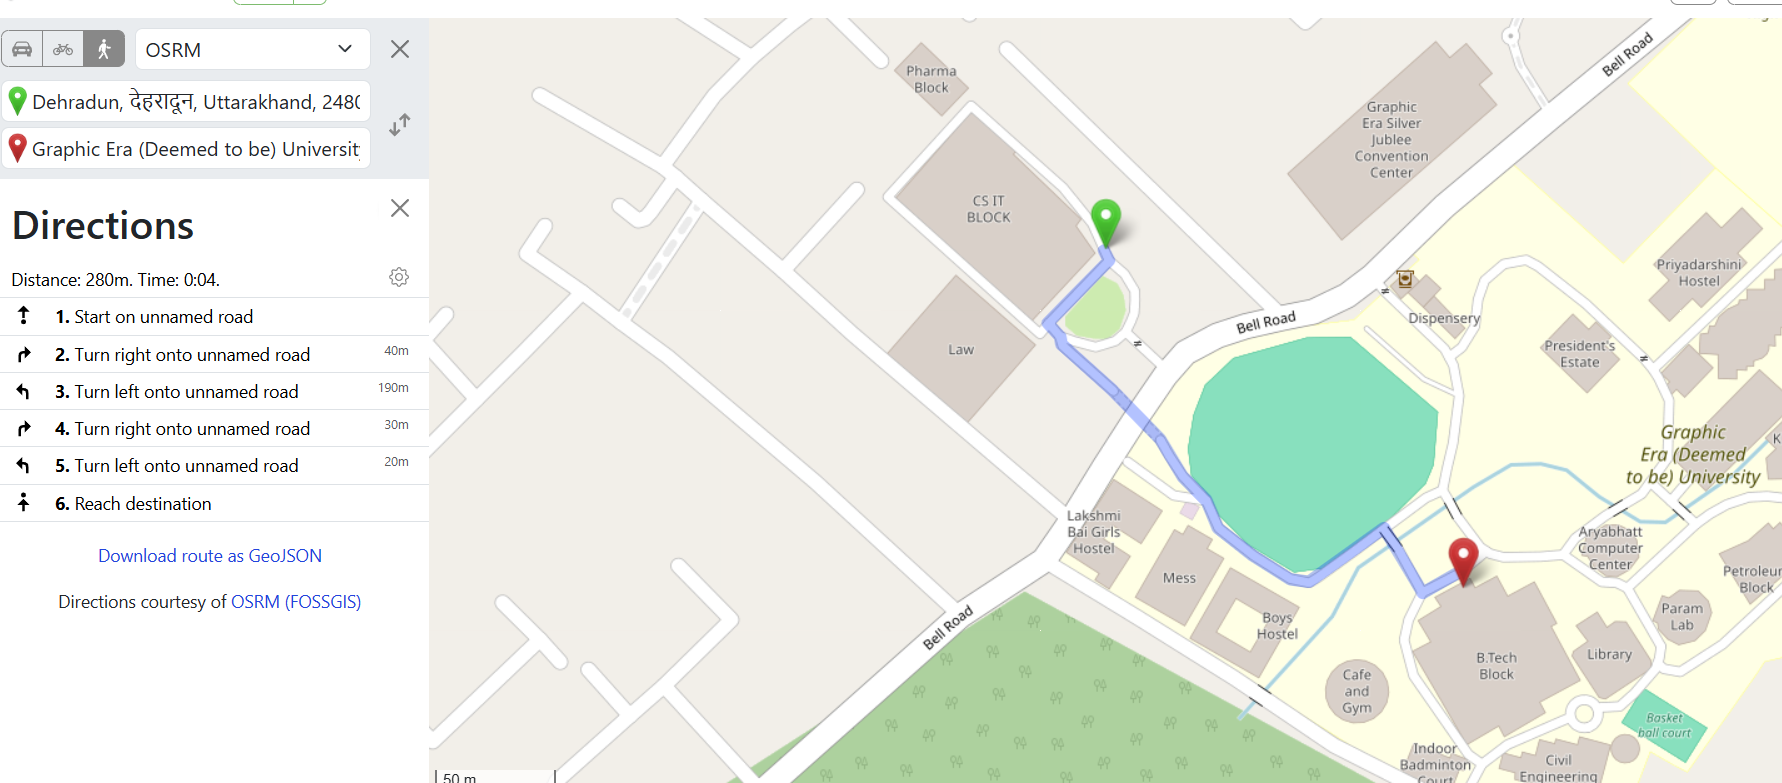 OSRM
Dehradun, देहरादून, Uttarakhand, 2480
Graphic Era (Deemed to be) Universit
Directions
Distance: 280m. Time: 0:04.
1. Start on unnamed road
2. Turn right onto unnamed road 40m
3. Turn left onto unnamed road 190m
4. Turn right onto unnamed road 30m
5. Turn left onto unnamed road 20m
6. Reach destination
Download route as GeoJSON
Directions courtesy of OSRM (FOSSGIS)
Pharma
Block
Graphic
Era Silver
Jublee
Convention
Center
Bell Road
CS IT
BLOCK
Priyadarshini
Hostel
Bell Road
Dispensery
Law
President's
Estate
Graphic
Era (Deemed
to be) University
K
Lakshmi
Bai Girls
Hostel
Aryabhatt
Computer
Center
Mess
Petroleum
Block
Boys
Hostel
Param
Lab
Bell Road
B.Tech
Block
Library
Cafe
and
Gym
Basket
ball court
Indoor
Badminton
Court
Civil
Engineering
50 m